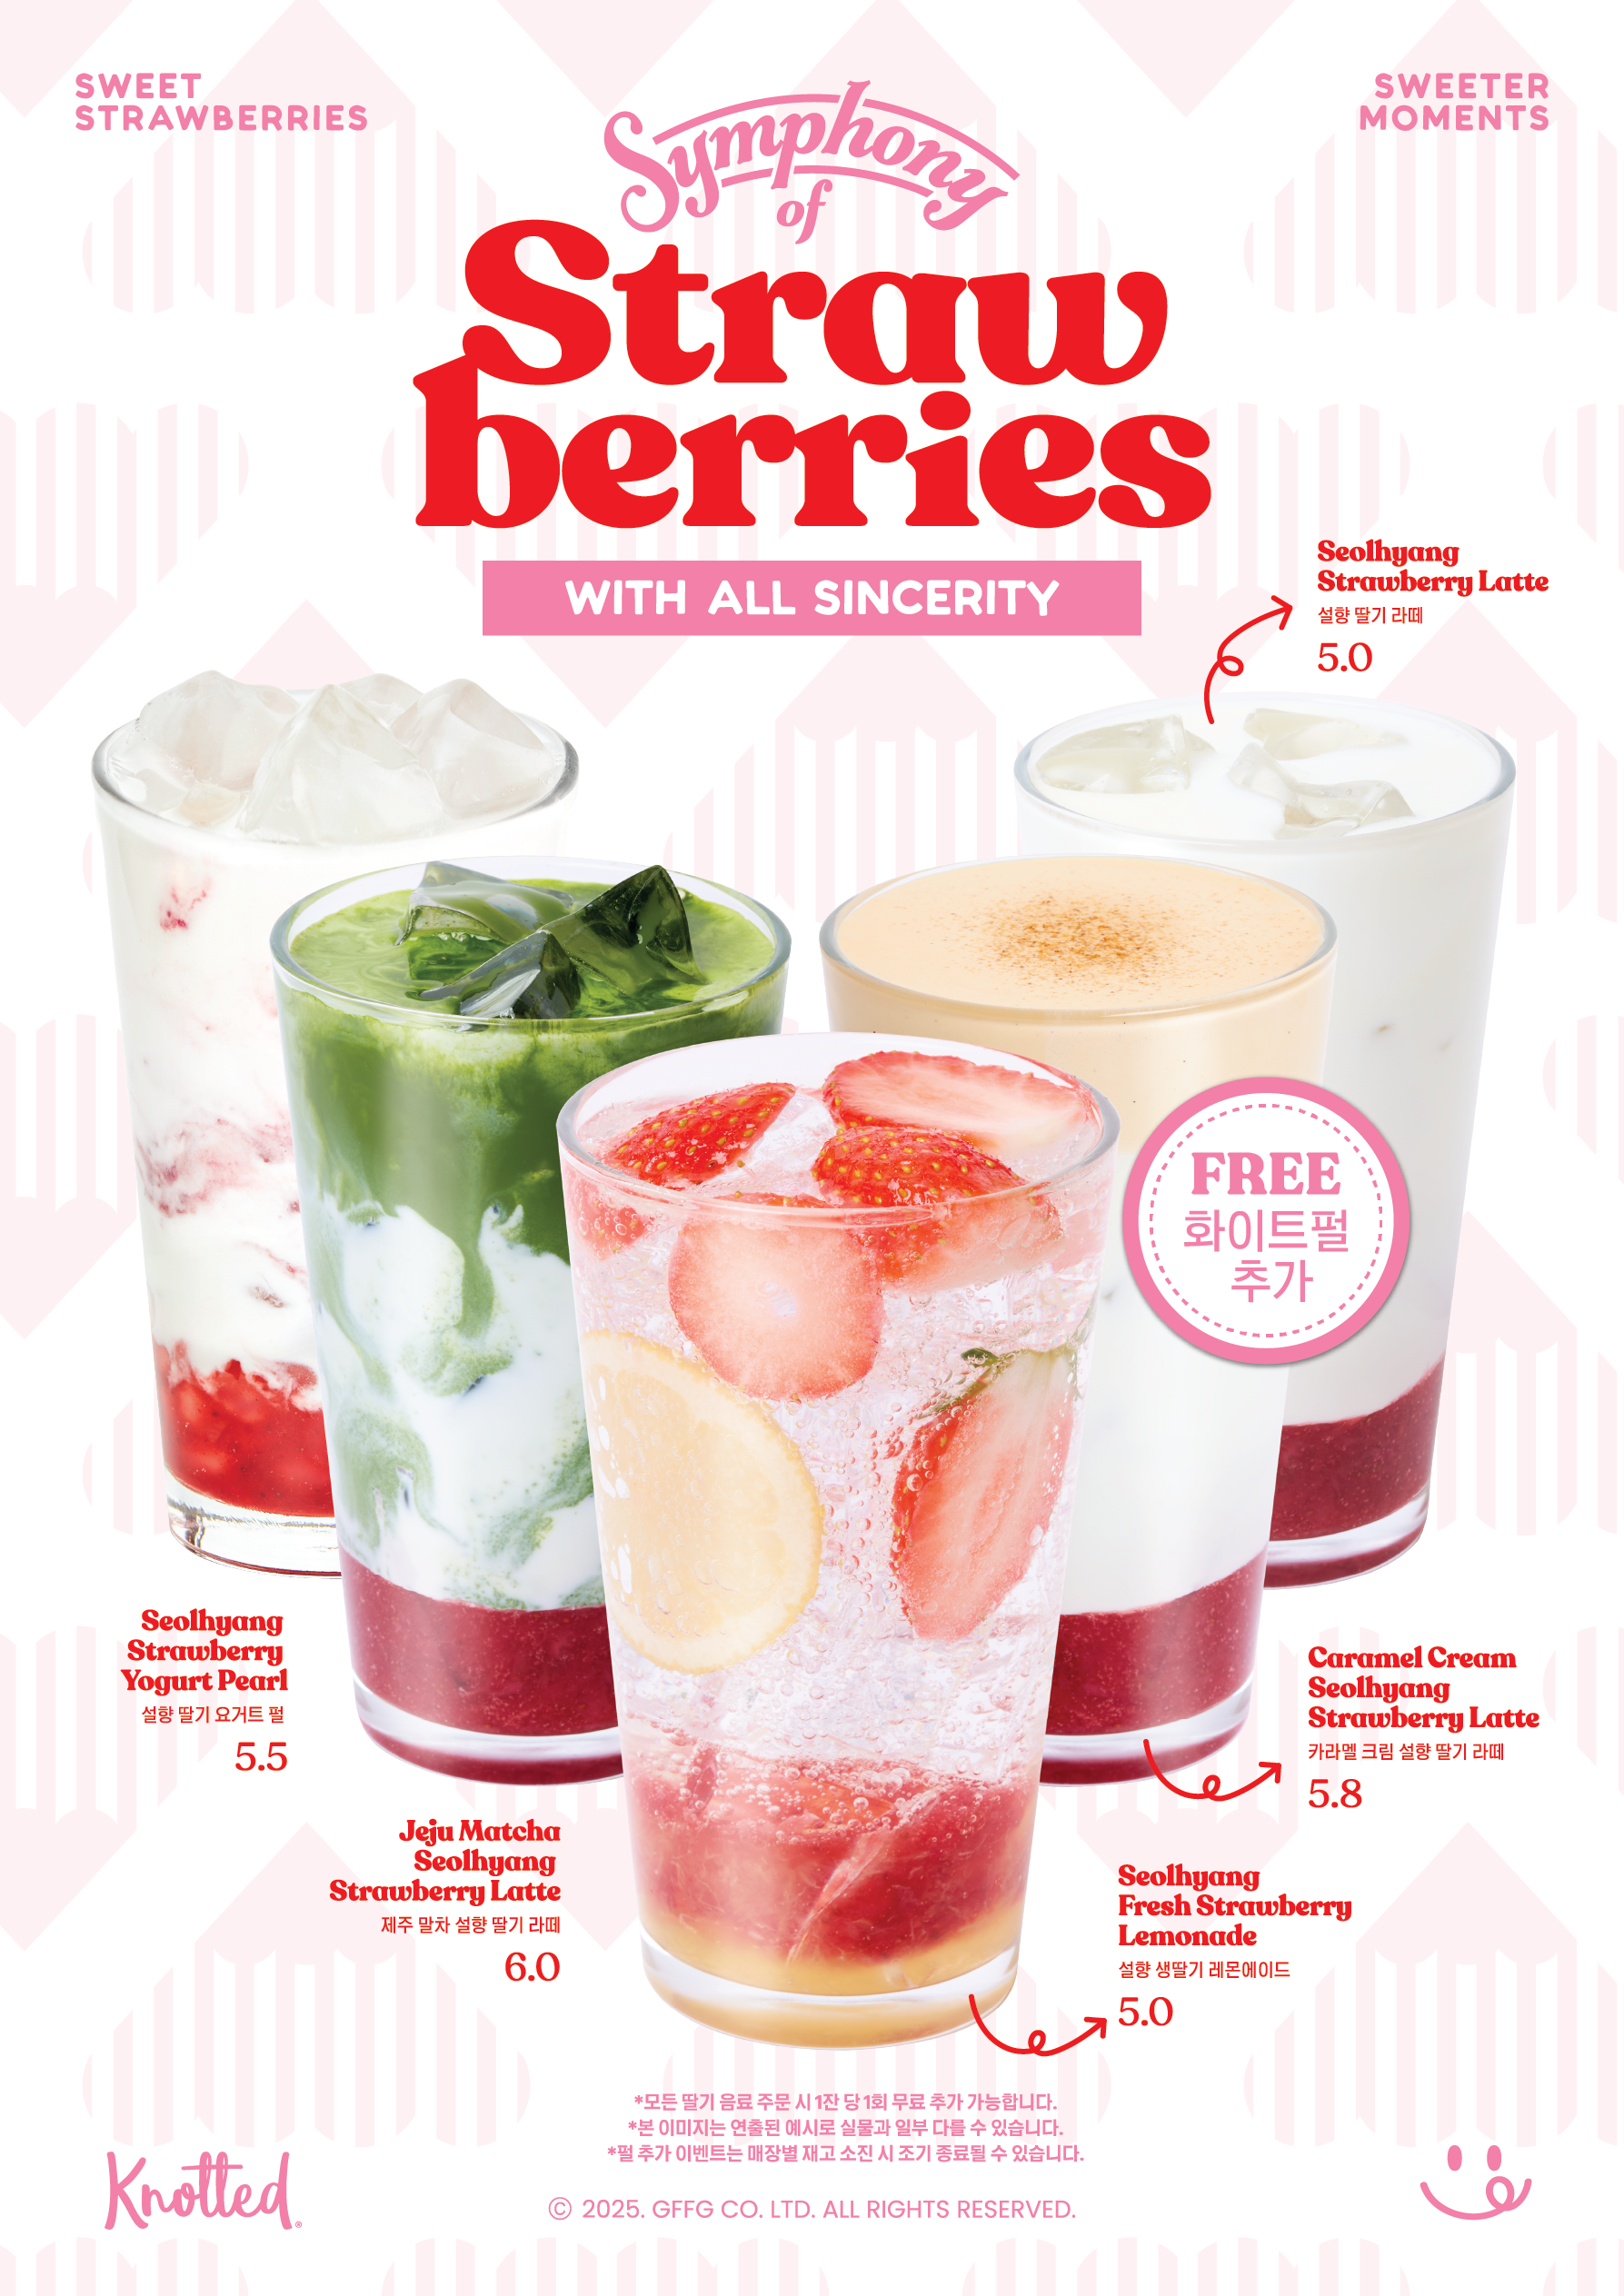 SWEET
STRAWBERRIES
SWEETER
MOMENTS
Symphony
of
Straw
berries
WITH ALL SINCERITY
Seolhyang
Strawberry Latte
설향 딸기 라떼
5.0
FREE
화이트펄
추가
Seolhyang
Strawberry
Yogurt Pearl
설향 딸기 요거트 펄
5.5
Caramel Cream
Seolhyang
Strawberry Latte
카라멜 크림 설향 딸기 라떼
5.8
Jeju Matcha
Seolhyang
Strawberry Latte
제주 말차 설향 딸기 라떼
6.0
Seolhyang
Fresh Strawberry
Lemonade
설향 생딸기 레몬에이드
5.0
*모든 딸기 음료 주문 시 1잔 당 1회 무료 추가 가능합니다.
*본 이미지는 연출된 예시로 실물과 일부 다를 수 있습니다.
*펄 추가 이벤트는 매장별 재고 소진 시 조기 종료될 수 있습니다.
Knotted®
© 2025. GFFG CO. LTD. ALL RIGHTS RESERVED.